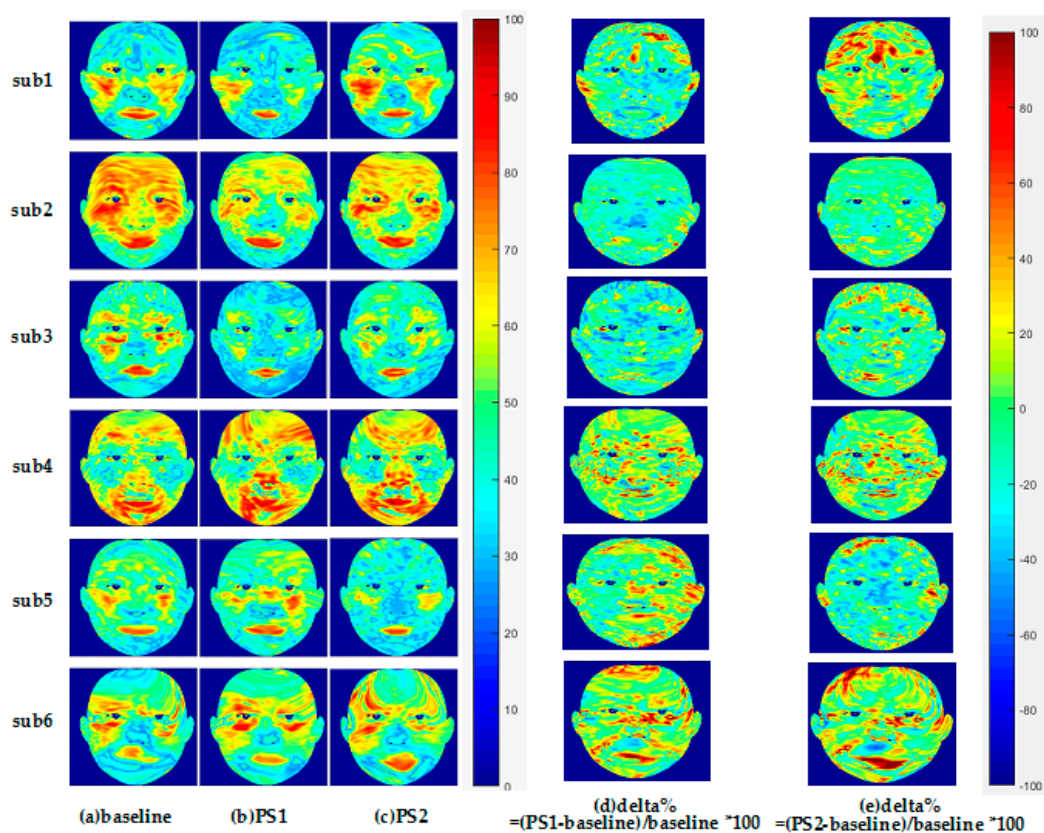 sub1
sub2
sub3
sub4
sub5
sub6
100
90
80
70
60
50
40
30
20
10
0
100
80
60
40
20
0
-20
-40
-60
-80
-100
(a)baseline
(b)PS1
(c)PS2
(d)delta%
=(PS1-baseline)/baseline *100
(e)delta%
=(PS2-baseline)/baseline *100